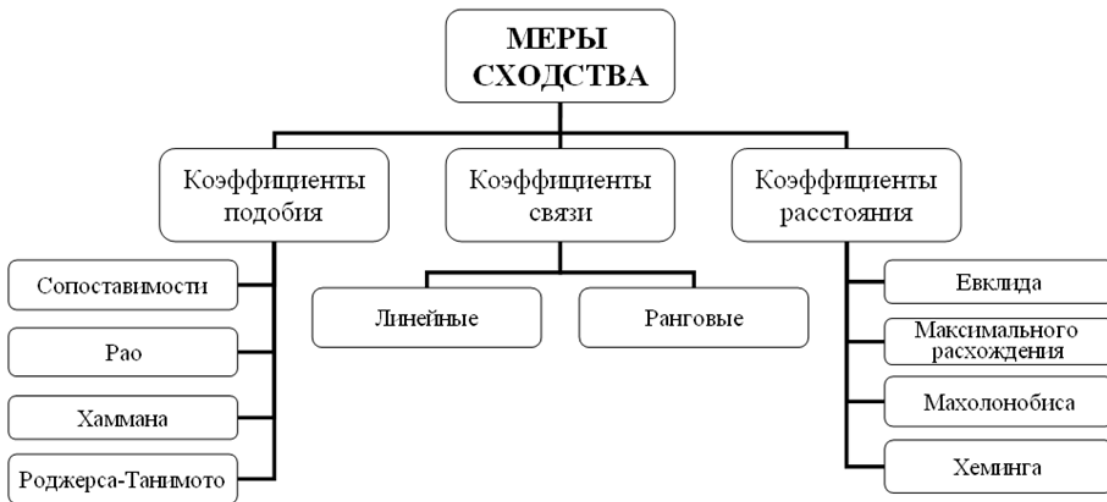 МЕРЫ
СХОДСТВА
Коэффициенты
подобия
Коэффициенты
связи
Коэффициенты
расстояния
Сопоставимости
Рао
Хаммана
Роджерса-Танимото
Линейные
Ранговые
Евклида
Максимального
расхождения
Махолонобиса
Хеминга